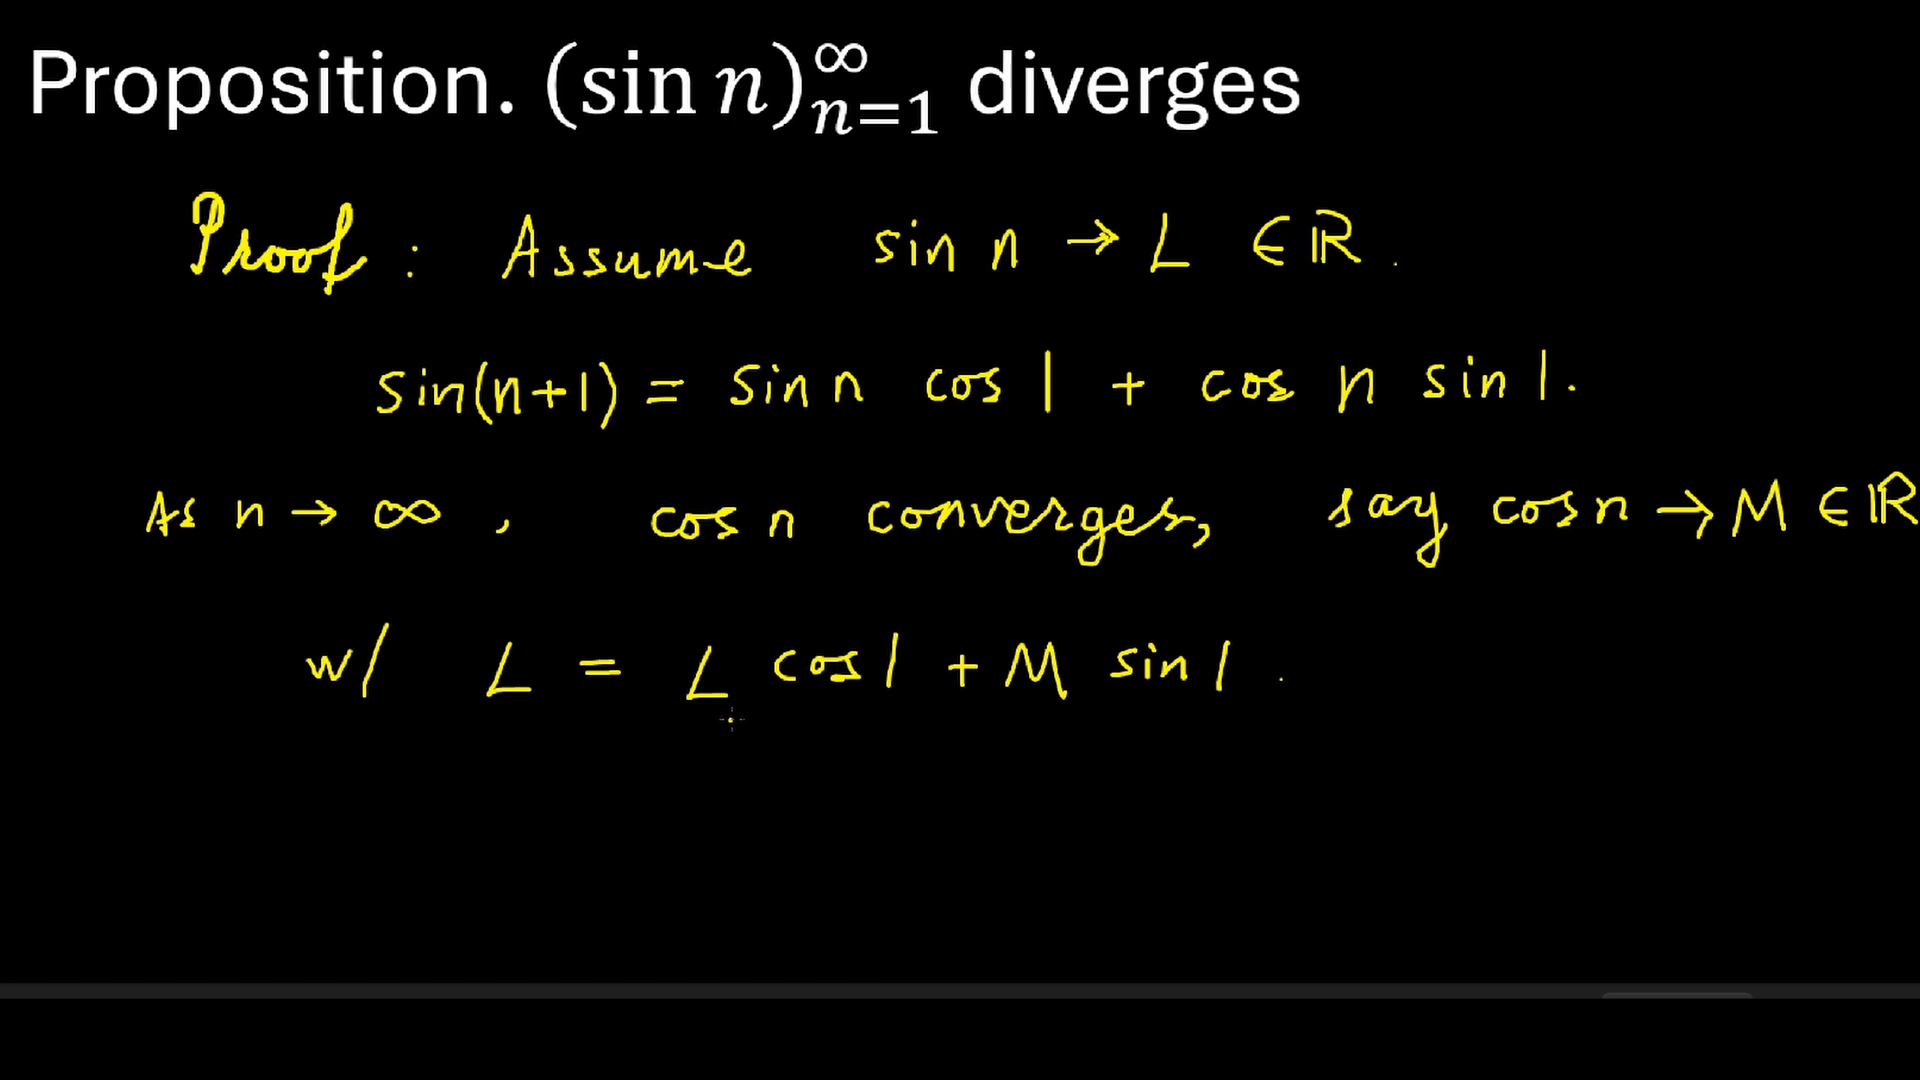 Proposition. (sin n)_{n=1}^∞ diverges
Proof : Assume sin n → L ∈ ℝ.
sin(n+1) = sin n cos 1 + cos n sin 1.
As n → ∞, cos n converges, say cos n → M ∈ ℝ
w/ L = L cos 1 + M sin 1.